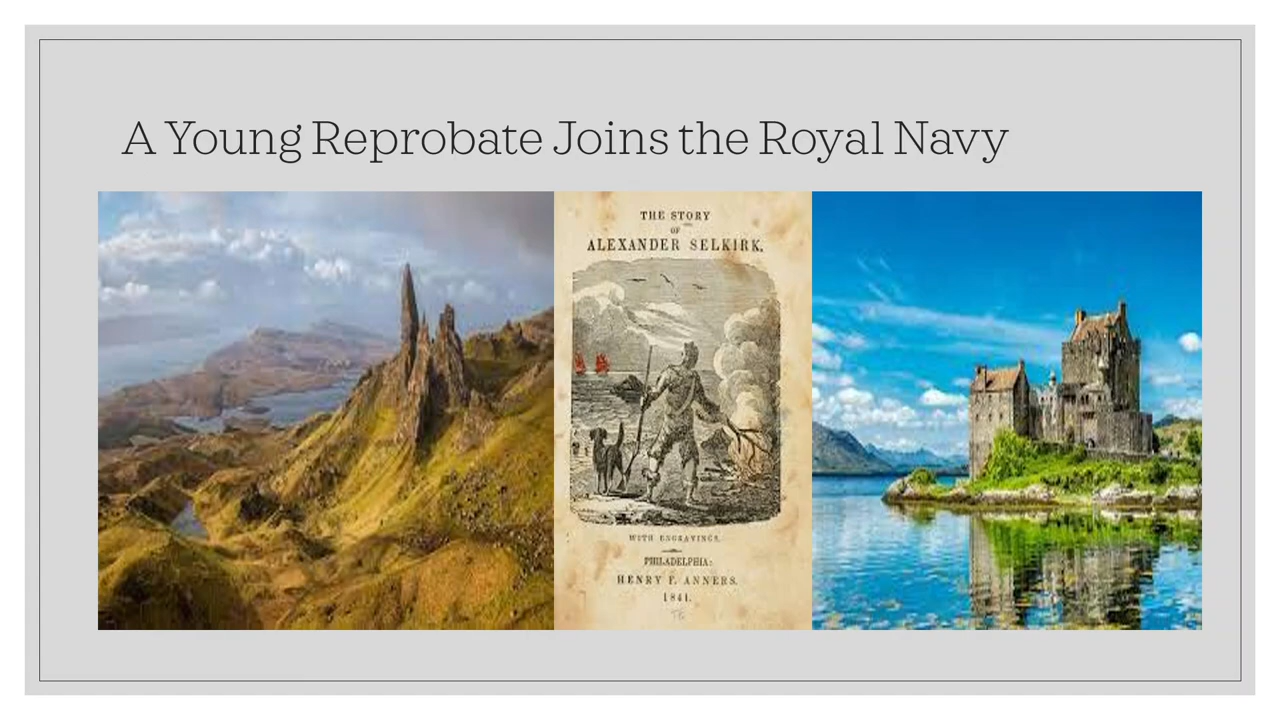 A Young Reprobate Joins the Royal Navy
THE STORY
OF
ALEXANDER SELKIRK.
WITH ENGRAVINGS.
PHILADELPHIA:
HENRY F. ANNERS.
1841.